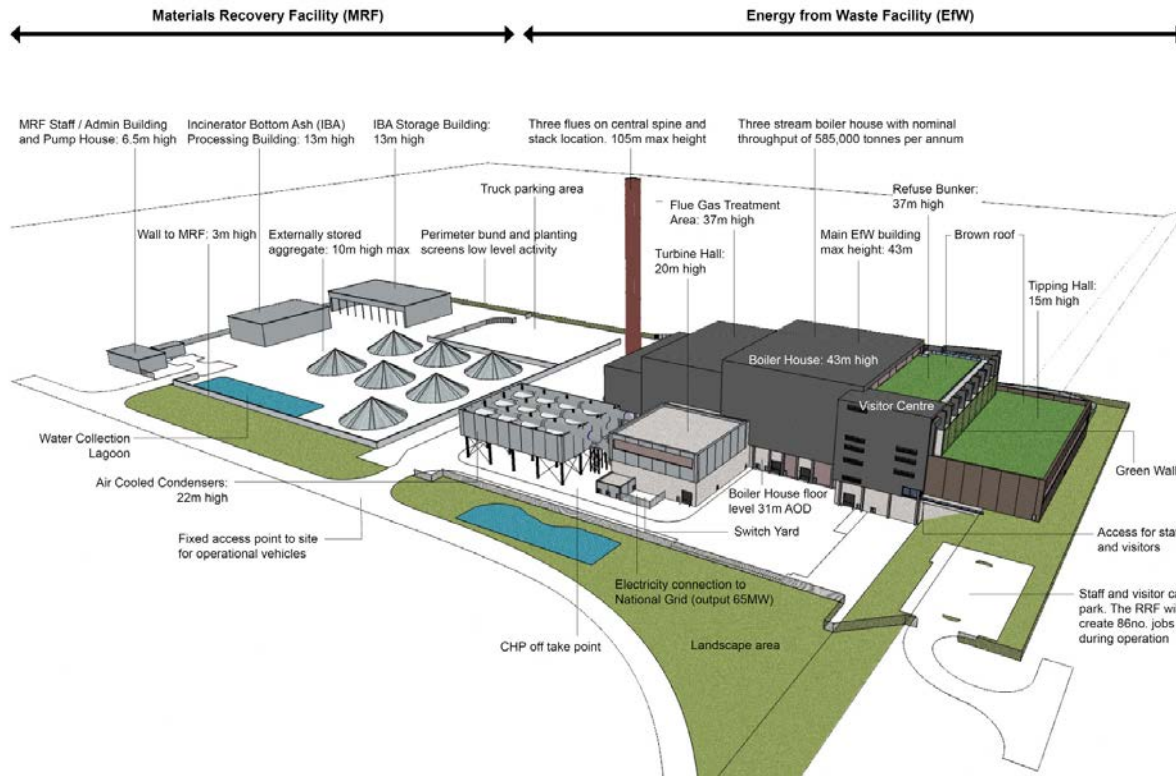 Materials Recovery Facility (MRF)
Energy from Waste Facility (EfW)
MRF Staff / Admin Building
and Pump House: 6.5m high
Incinerator Bottom Ash (IBA)
Processing Building: 13m high
IBA Storage Building:
13m high
Three flues on central spine and
stack location. 105m max height
Three stream boiler house with nominal
throughput of 585,000 tonnes per annum
Truck parking area
Flue Gas Treatment
Area: 37m high
Refuse Bunker:
37m high
Wall to MRF: 3m high
Externally stored
aggregate: 10m high max
Perimeter bund and planting
screens low level activity
Turbine Hall:
20m high
Main EfW building
max height: 43m
Brown roof
Tipping Hall:
15m high
Boiler House: 43m high
Visitor Centre
Water Collection
Lagoon
Green Wall
Air Cooled Condensers:
22m high
Boiler House floor
level 31m AOD
Fixed access point to site
for operational vehicles
Switch Yard
Access for sta
and visitors
Electricity connection to
National Grid (output 65MW)
Staff and visitor ca
park. The RRF wi
create 86no. jobs
during operation
CHP off take point
Landscape area